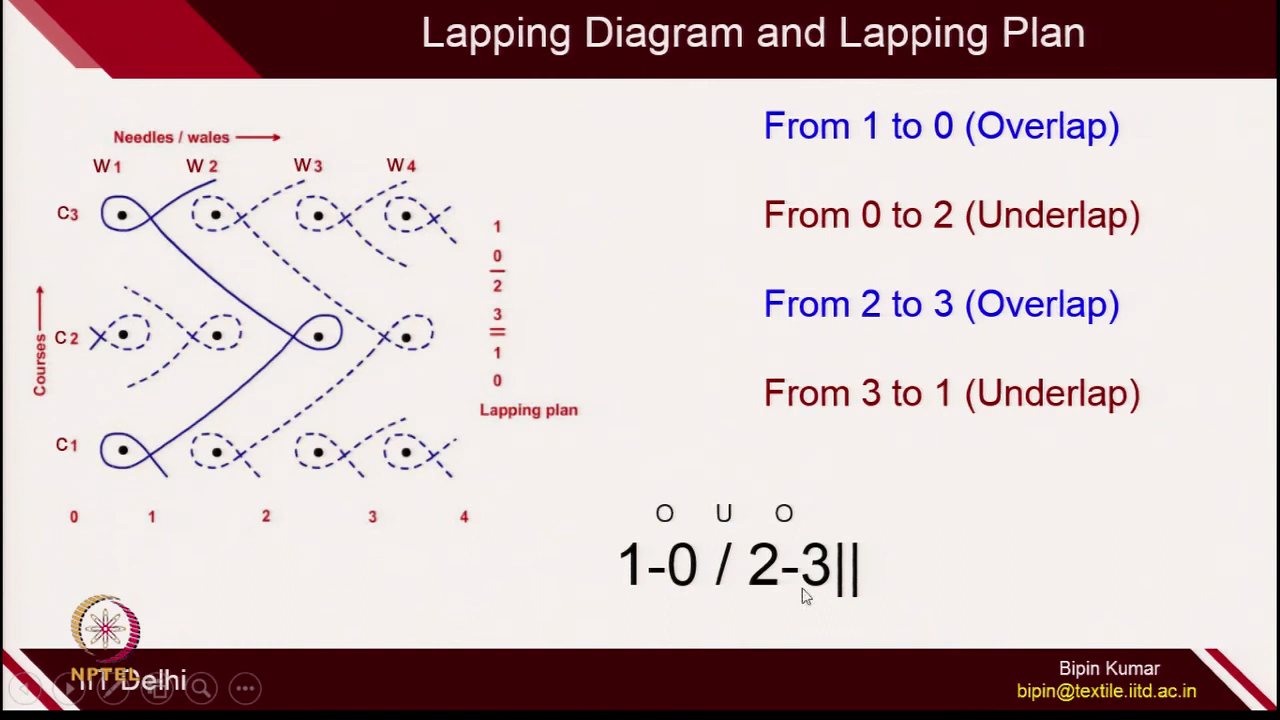 Lapping Diagram and Lapping Plan
Needles / wales
W 1 W 2 W 3 W 4
C3
C 2
C1
Courses
0 1 2 3 4
1
0
2
3
1
0
Lapping plan
From 1 to 0 (Overlap)
From 0 to 2 (Underlap)
From 2 to 3 (Overlap)
From 3 to 1 (Underlap)
O U O
1-0 / 2-3||
NPTEL
IIT Delhi
Bipin Kumar
bipin@textile.iitd.ac.in